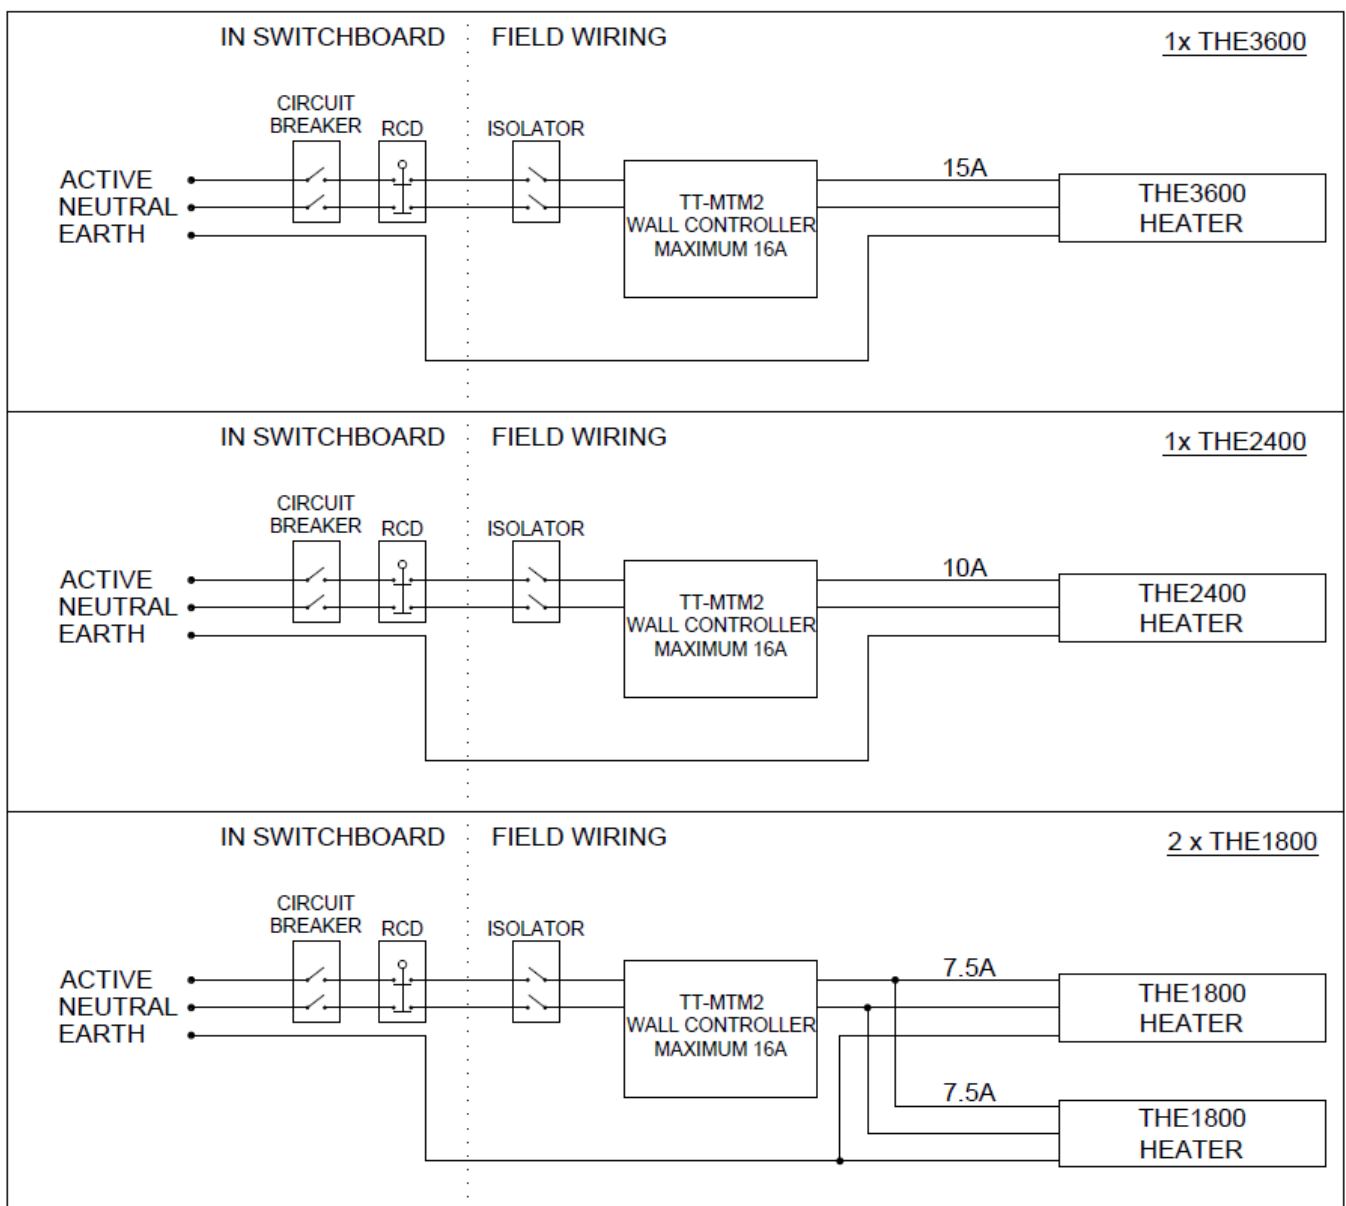 IN SWITCHBOARD
FIELD WIRING
1x THE3600
CIRCUIT
BREAKER
RCD
ISOLATOR
ACTIVE
NEUTRAL
EARTH
TT-MTM2
WALL CONTROLLER
MAXIMUM 16A
15A
THE3600
HEATER
IN SWITCHBOARD
FIELD WIRING
1x THE2400
CIRCUIT
BREAKER
RCD
ISOLATOR
ACTIVE
NEUTRAL
EARTH
TT-MTM2
WALL CONTROLLER
MAXIMUM 16A
10A
THE2400
HEATER
IN SWITCHBOARD
FIELD WIRING
2 x THE1800
CIRCUIT
BREAKER
RCD
ISOLATOR
ACTIVE
NEUTRAL
EARTH
TT-MTM2
WALL CONTROLLER
MAXIMUM 16A
7.5A
THE1800
HEATER
7.5A
THE1800
HEATER